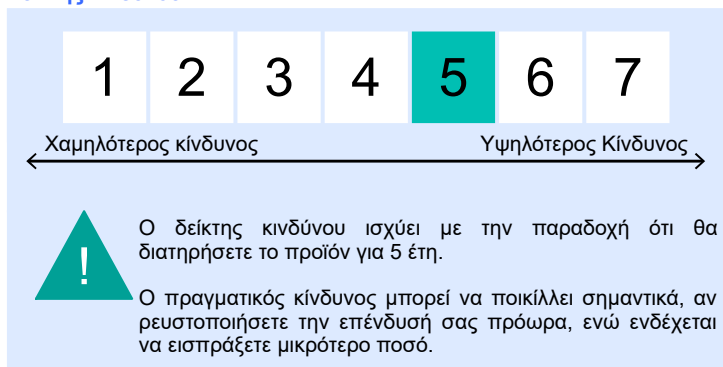 1 2 3 4 5 6 7
Χαμηλότερος κίνδυνος Υψηλότερος Κίνδυνος
!
Ο δείκτης κινδύνου ισχύει με την παραδοχή ότι θα
διατηρήσετε το προϊόν για 5 έτη.
Ο πραγματικός κίνδυνος μπορεί να ποικίλλει σημαντικά, αν
ρευστοποιήσετε την επένδυσή σας πρόωρα, ενώ ενδέχεται
να εισπράξετε μικρότερο ποσό.